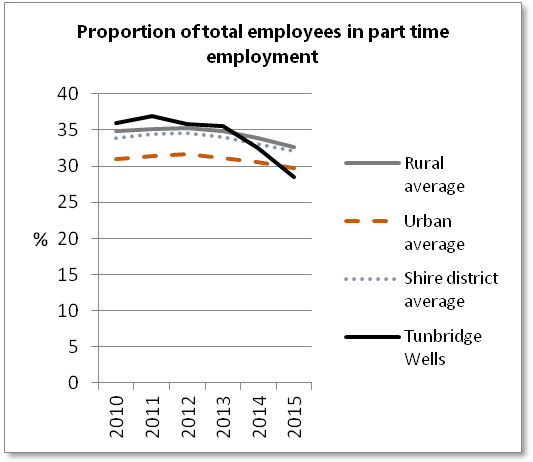 Proportion of total employees in part time
employment
40
35
30
25
20
15
10
5
0
%
2010
2011
2012
2013
2014
2015
Rural
average
Urban
average
Shire district
average
Tunbridge
Wells